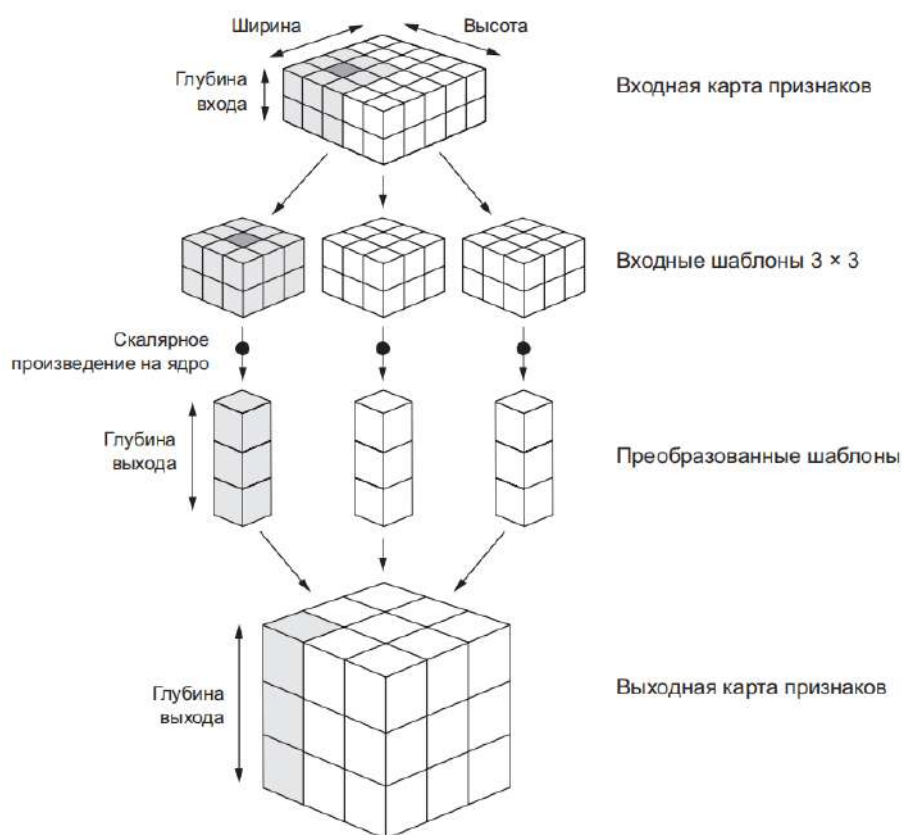 Ширина
Высота
Глубина
входа
Входная карта признаков
Входные шаблоны 3 × 3
Скалярное
произведение на ядро
Глубина
выхода
Преобразованные шаблоны
Глубина
выхода
Выходная карта признаков